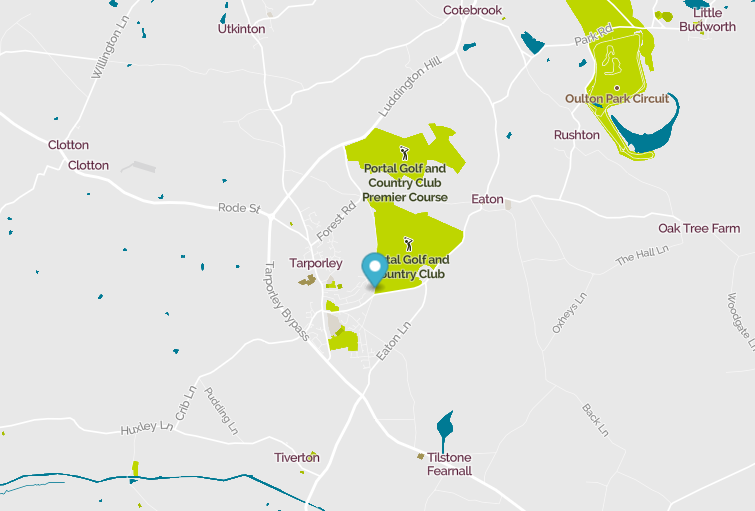 Cotebrook
Little
Budworth
Utkinton
Willington Ln
Park Rd
Luddington Hill
Oulton Park Circuit
Rushton
Clotton
Clotton
Portal Golf and
Country Club
Premier Course
Eaton
Rode St
Forest Rd
Oak Tree Farm
The Hall Ln
Tarporley
tal Golf and
ountry Club
Tarporley Bypass
Oxheys Ln
Woodgate Ln
Eaton Ln
Crib Ln
Pudding Ln
Huxley Ln
Back Ln
Tiverton
Tilstone
Fearnall